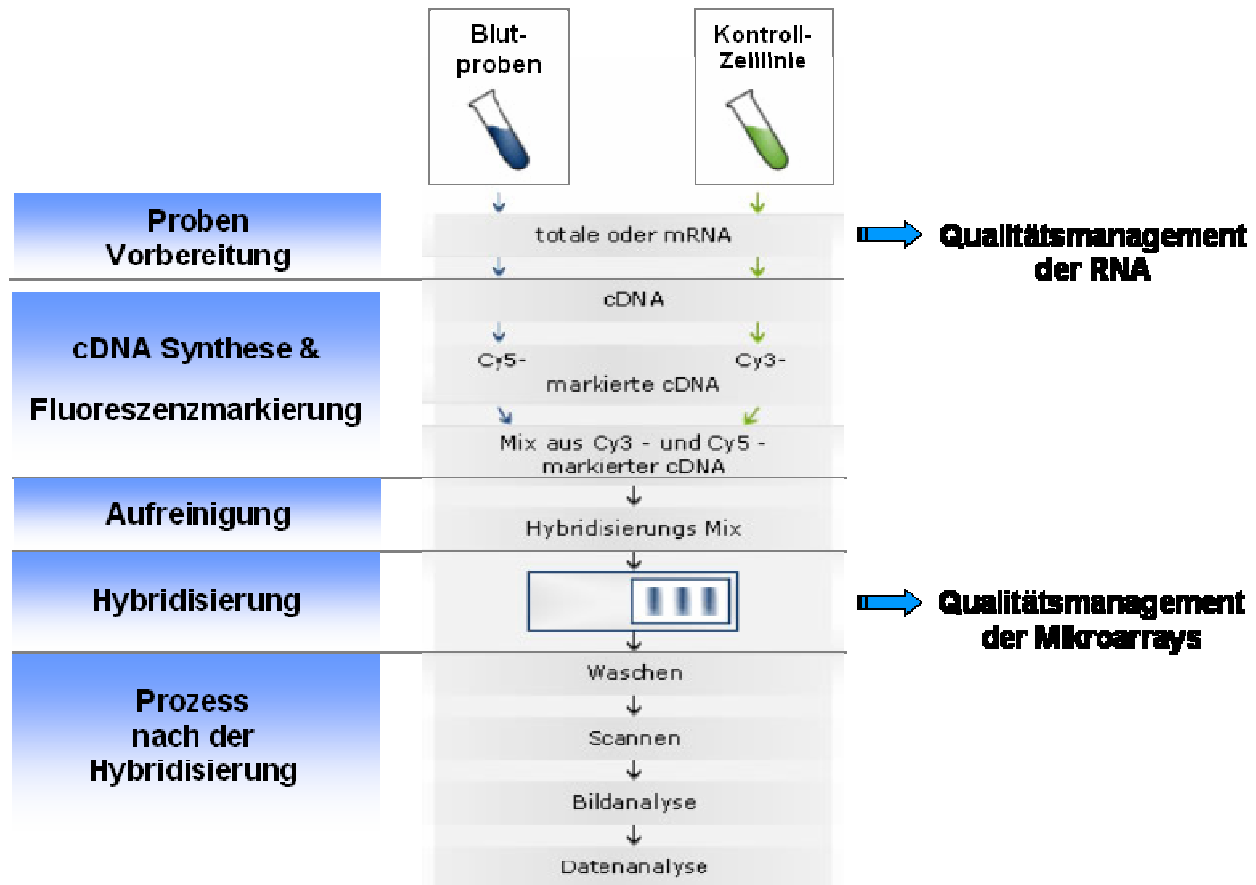 Blut-
proben
Kontroll-
Zelllinie
Proben
Vorbereitung
totale oder mRNA
Qualitätsmanagement
der RNA
cDNA
cDNA Synthese &
Fluoreszenzmarkierung
Cy5-
Cy3-
markierte cDNA
Mix aus Cy3 - und Cy5 -
markierter cDNA
Aufreinigung
Hybridisierungs Mix
Hybridisierung
Qualitätsmanagement
der Mikroarrays
Prozess
nach der
Hybridisierung
Waschen
Scannen
Bildanalyse
Datenanalyse